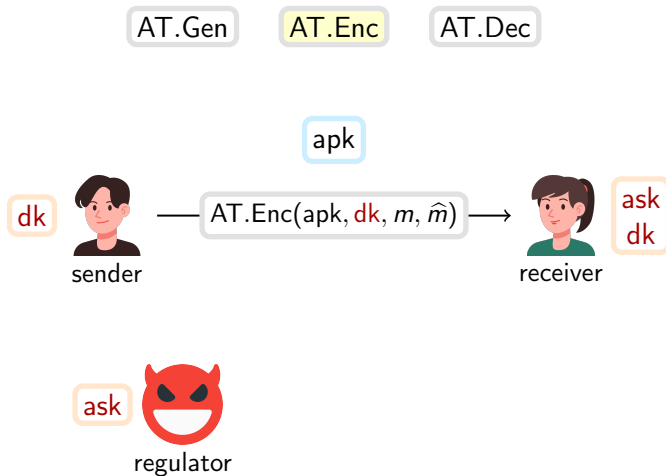 AT.Gen AT.Enc AT.Dec
apk
dk
AT.Enc(apk, dk, m, m̂)
ask
dk
sender
receiver
ask
regulator